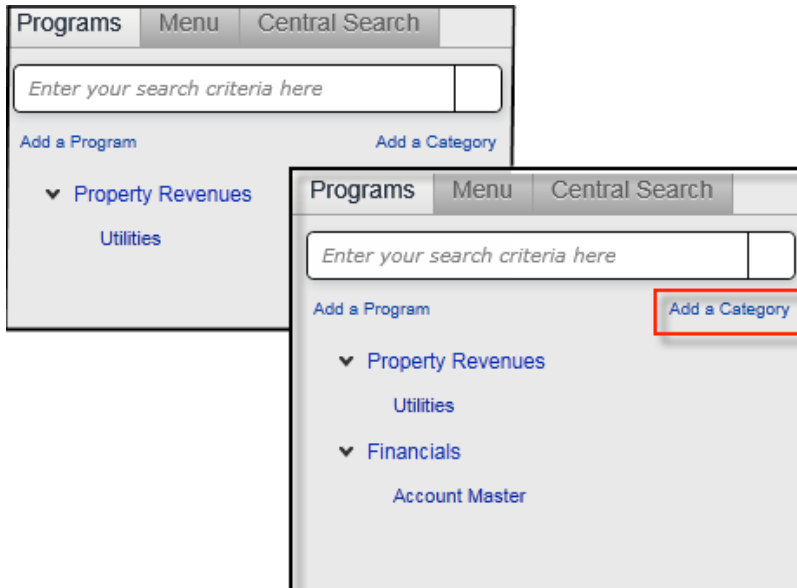 Programs Menu Central Search
Enter your search criteria here
Add a Program Add a Category
Property Revenues
Utilities
Programs Menu Central Search
Enter your search criteria here
Add a Program Add a Category
Property Revenues
Utilities
Financials
Account Master